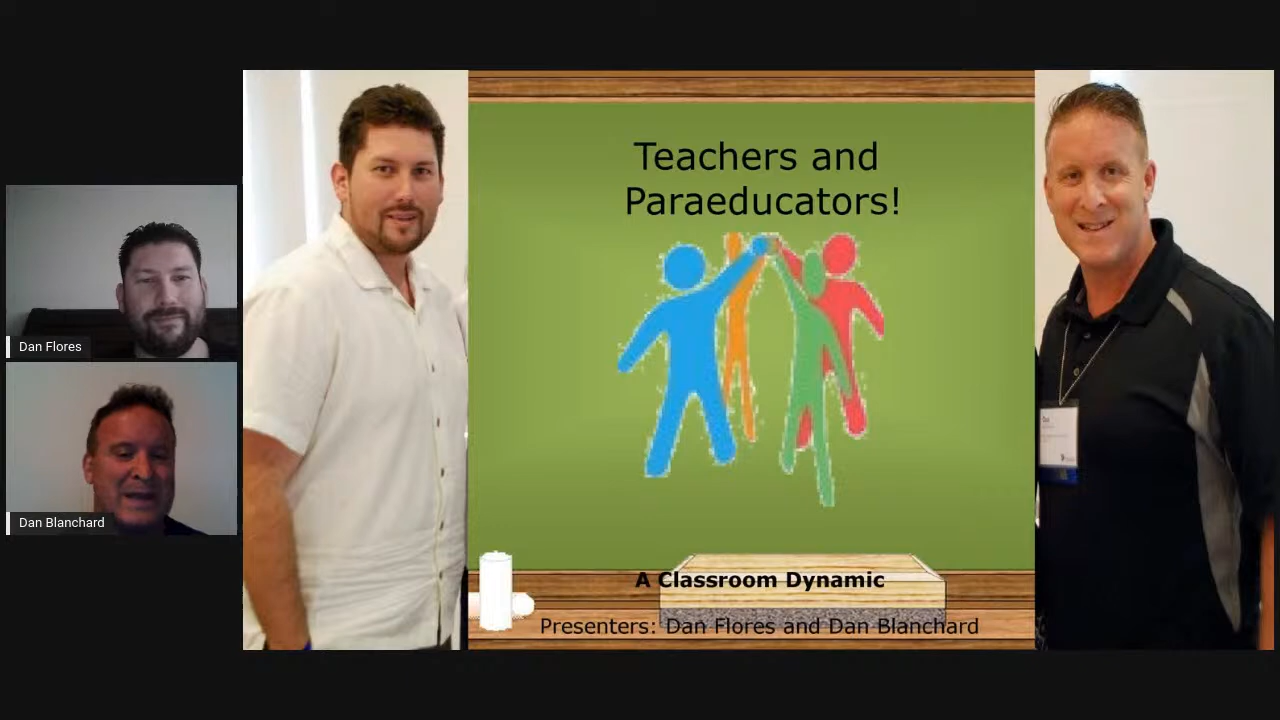 Dan Flores
Dan Blanchard
Teachers and
Paraeducators!
A Classroom Dynamic
Presenters: Dan Flores and Dan Blanchard